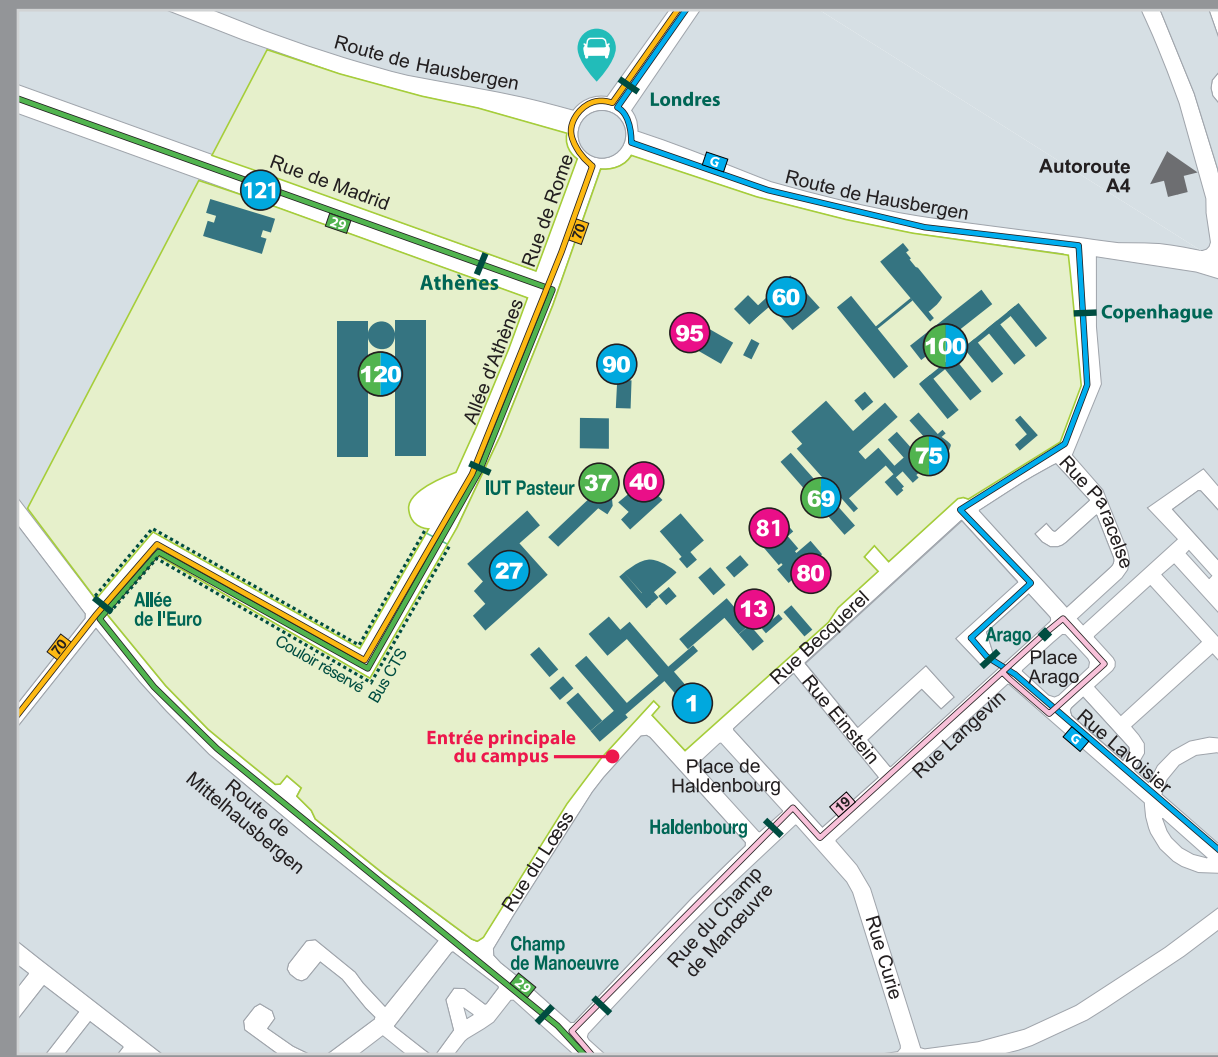 Route de Hausbergen
Londres
G
Autoroute
A4
Rue de Madrid
121
29
Rue de Rome
70
Route de Hausbergen
Athènes
60
Copenhague
95
100
Allée d'Athènes
90
120
75
IUT Pasteur
37
40
69
Rue Paracelse
81
27
80
13
Allée
de l'Euro
70
Couloir réservé
Bus CTS
Rue Becquerel
Arago
Place
Arago
1
Rue Einstein
Rue Langevin
Rue Lavoisier
G
Entrée principale
du campus
Place de
Haldenbourg
19
Route de
Mittelhausbergen
Haldenbourg
Rue du Lœss
Rue du Champ
de Manœuvre
Rue Curie
Champ
de Manoeuvre
29